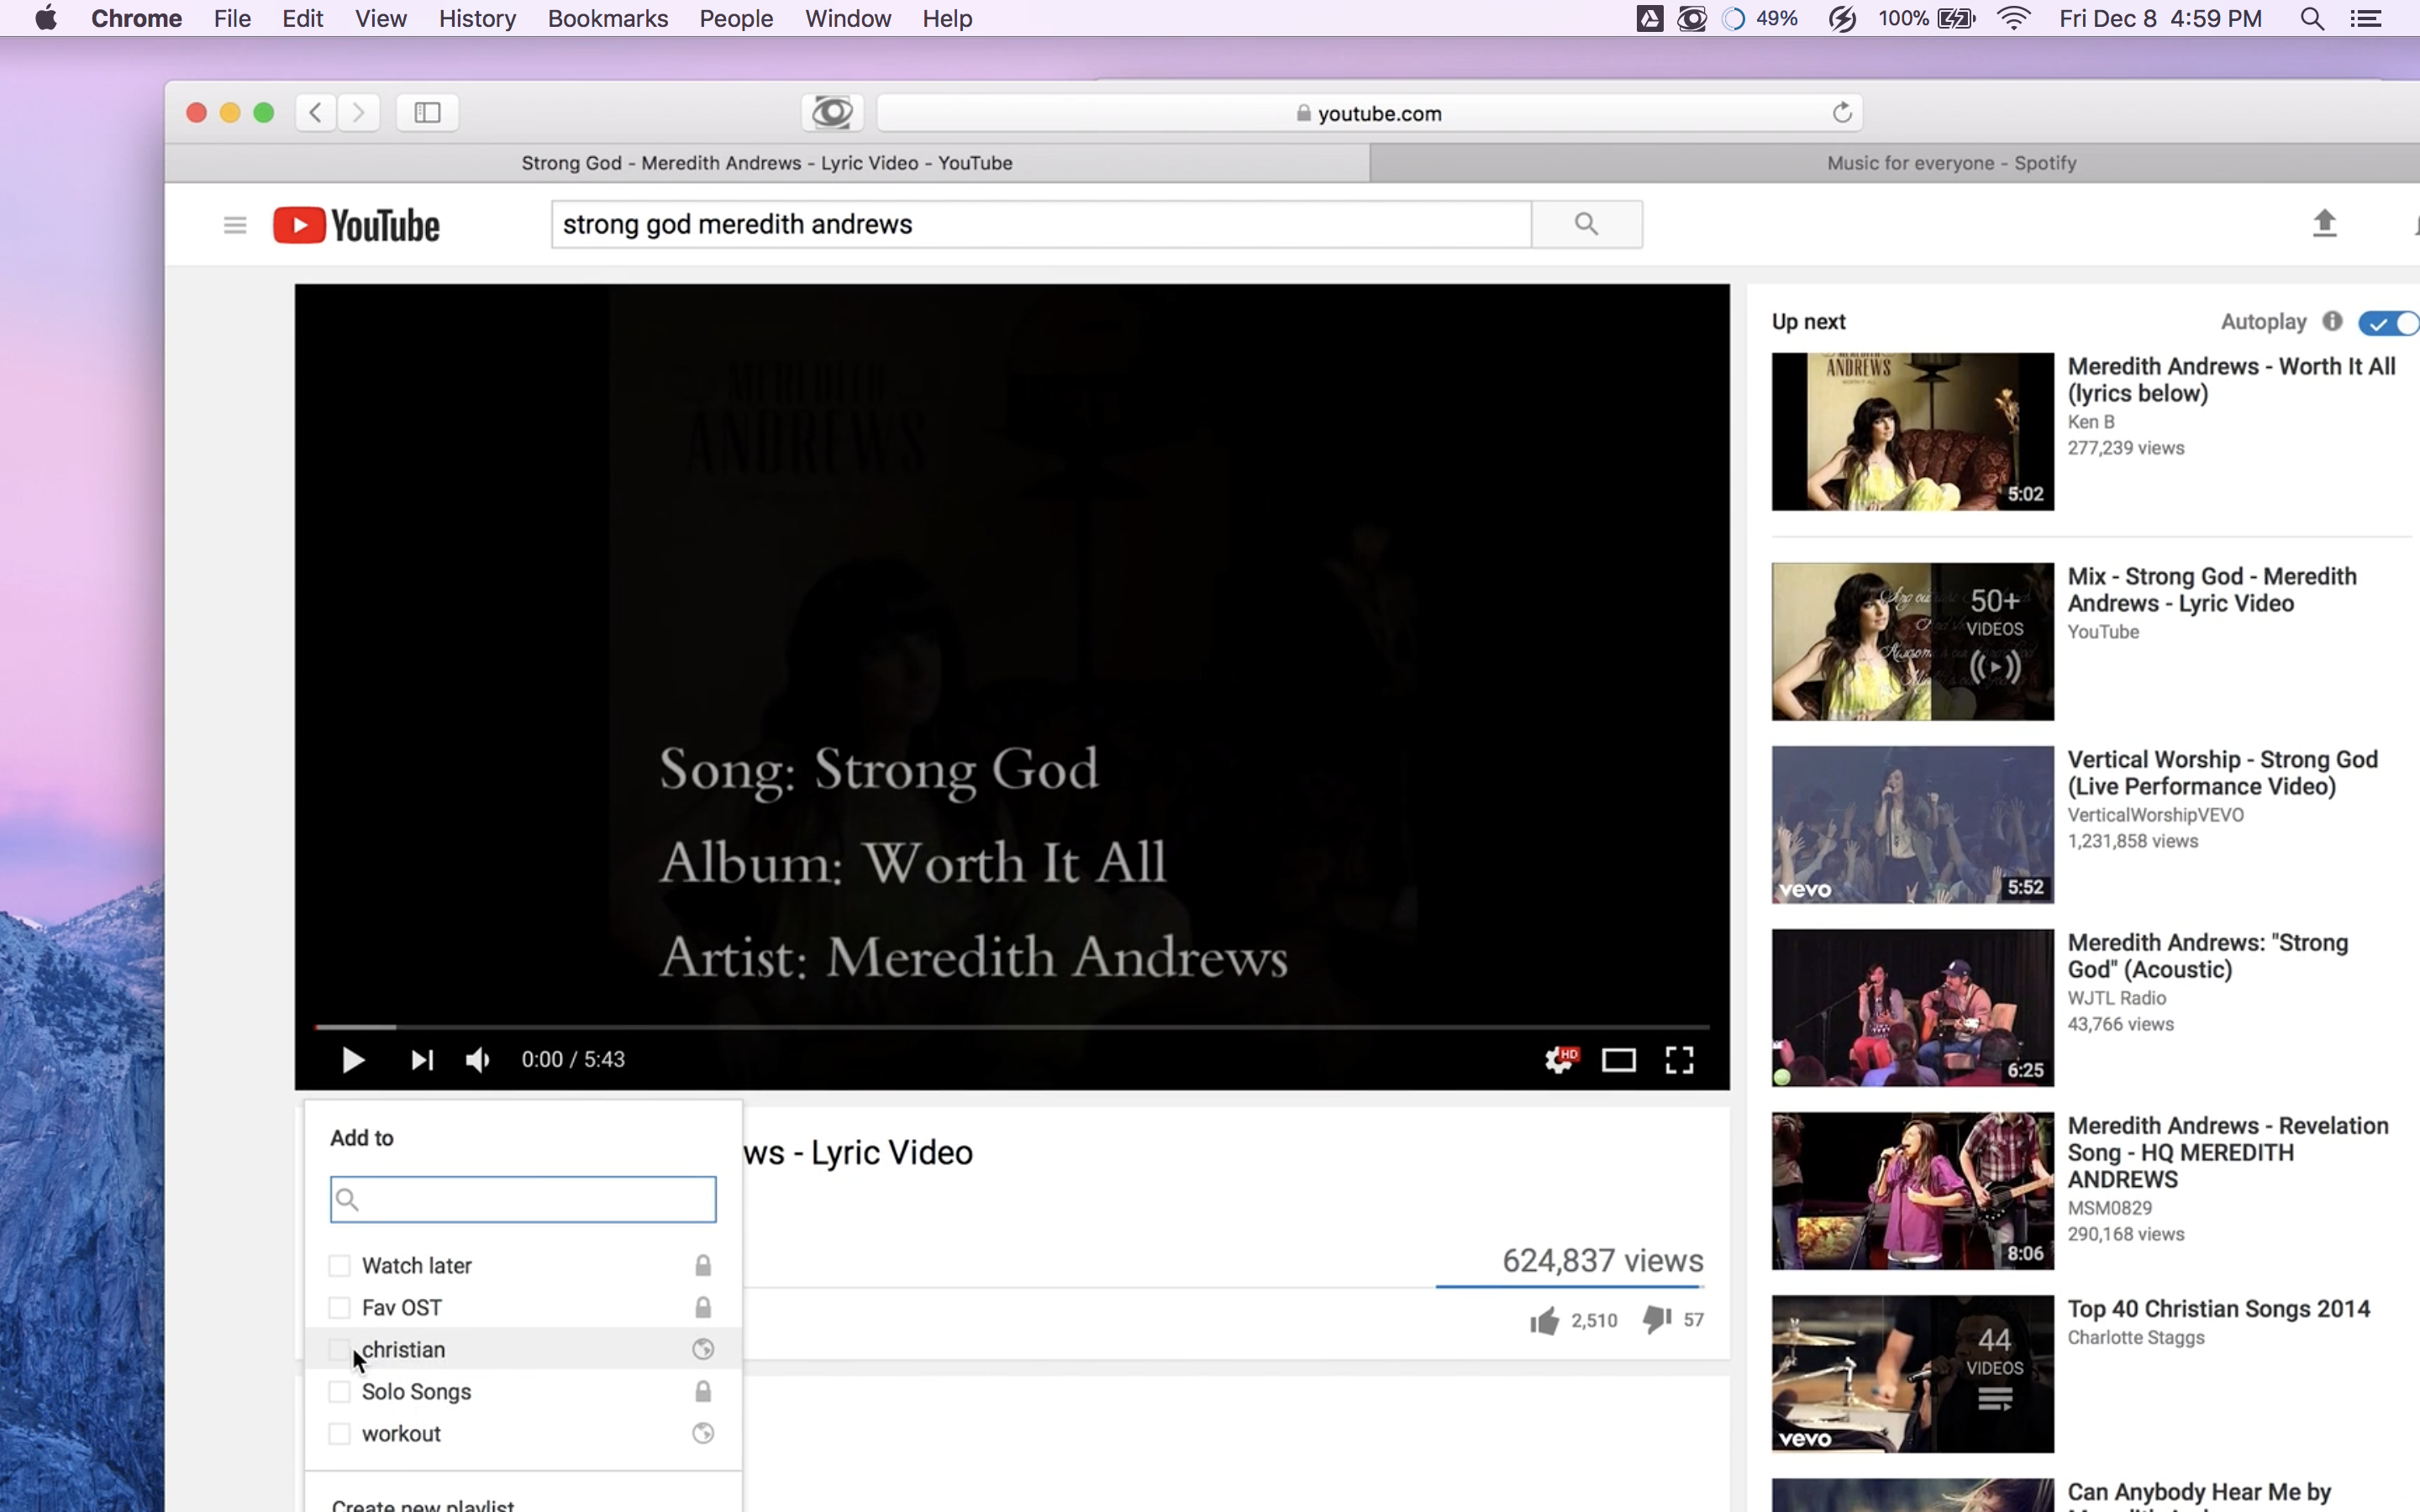 Chrome File Edit View History Bookmarks People Window Help 49% 100% Fri Dec 8 4:59 PM
youtube.com
Strong God - Meredith Andrews - Lyric Video - YouTube
Music for everyone - Spotify
YouTube
strong god meredith andrews
MEREDITH
ANDREWS
Song: Strong God
Album: Worth It All
Artist: Meredith Andrews
0:00 / 5:43
HD
Add to
ws - Lyric Video
Watch later
Fav OST
christian
Solo Songs
workout
Create new playlist
624,837 views
2,510 57
Up next
Autoplay
ANDREWS
5:02
Meredith Andrews - Worth It All
(lyrics below)
Ken B
277,239 views
50+
VIDEOS
Mix - Strong God - Meredith
Andrews - Lyric Video
YouTube
vevo
5:52
Vertical Worship - Strong God
(Live Performance Video)
VerticalWorshipVEVO
1,231,858 views
6:25
Meredith Andrews: "Strong
God" (Acoustic)
WJTL Radio
43,766 views
8:06
Meredith Andrews - Revelation
Song - HQ MEREDITH
ANDREWS
MSM0829
290,168 views
44
VIDEOS
vevo
Top 40 Christian Songs 2014
Charlotte Staggs
Can Anybody Hear Me by